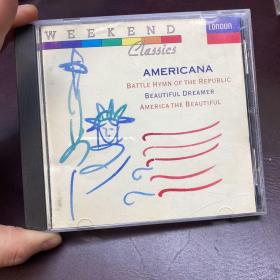 WEEKEND
Classics
LONDON
AMERICANA
BATTLE HYMN OF THE REPUBLIC
BEAUTIFUL DREAMER
AMERICA THE BEAUTIFUL